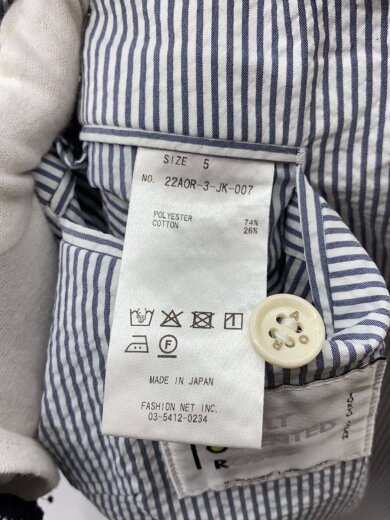 SIZE 5
NO. 22AOR-3-JK-007
POLYESTER 74%
COTTON 26%
MADE IN JAPAN
FASHION NET INC.
03-5412-0234